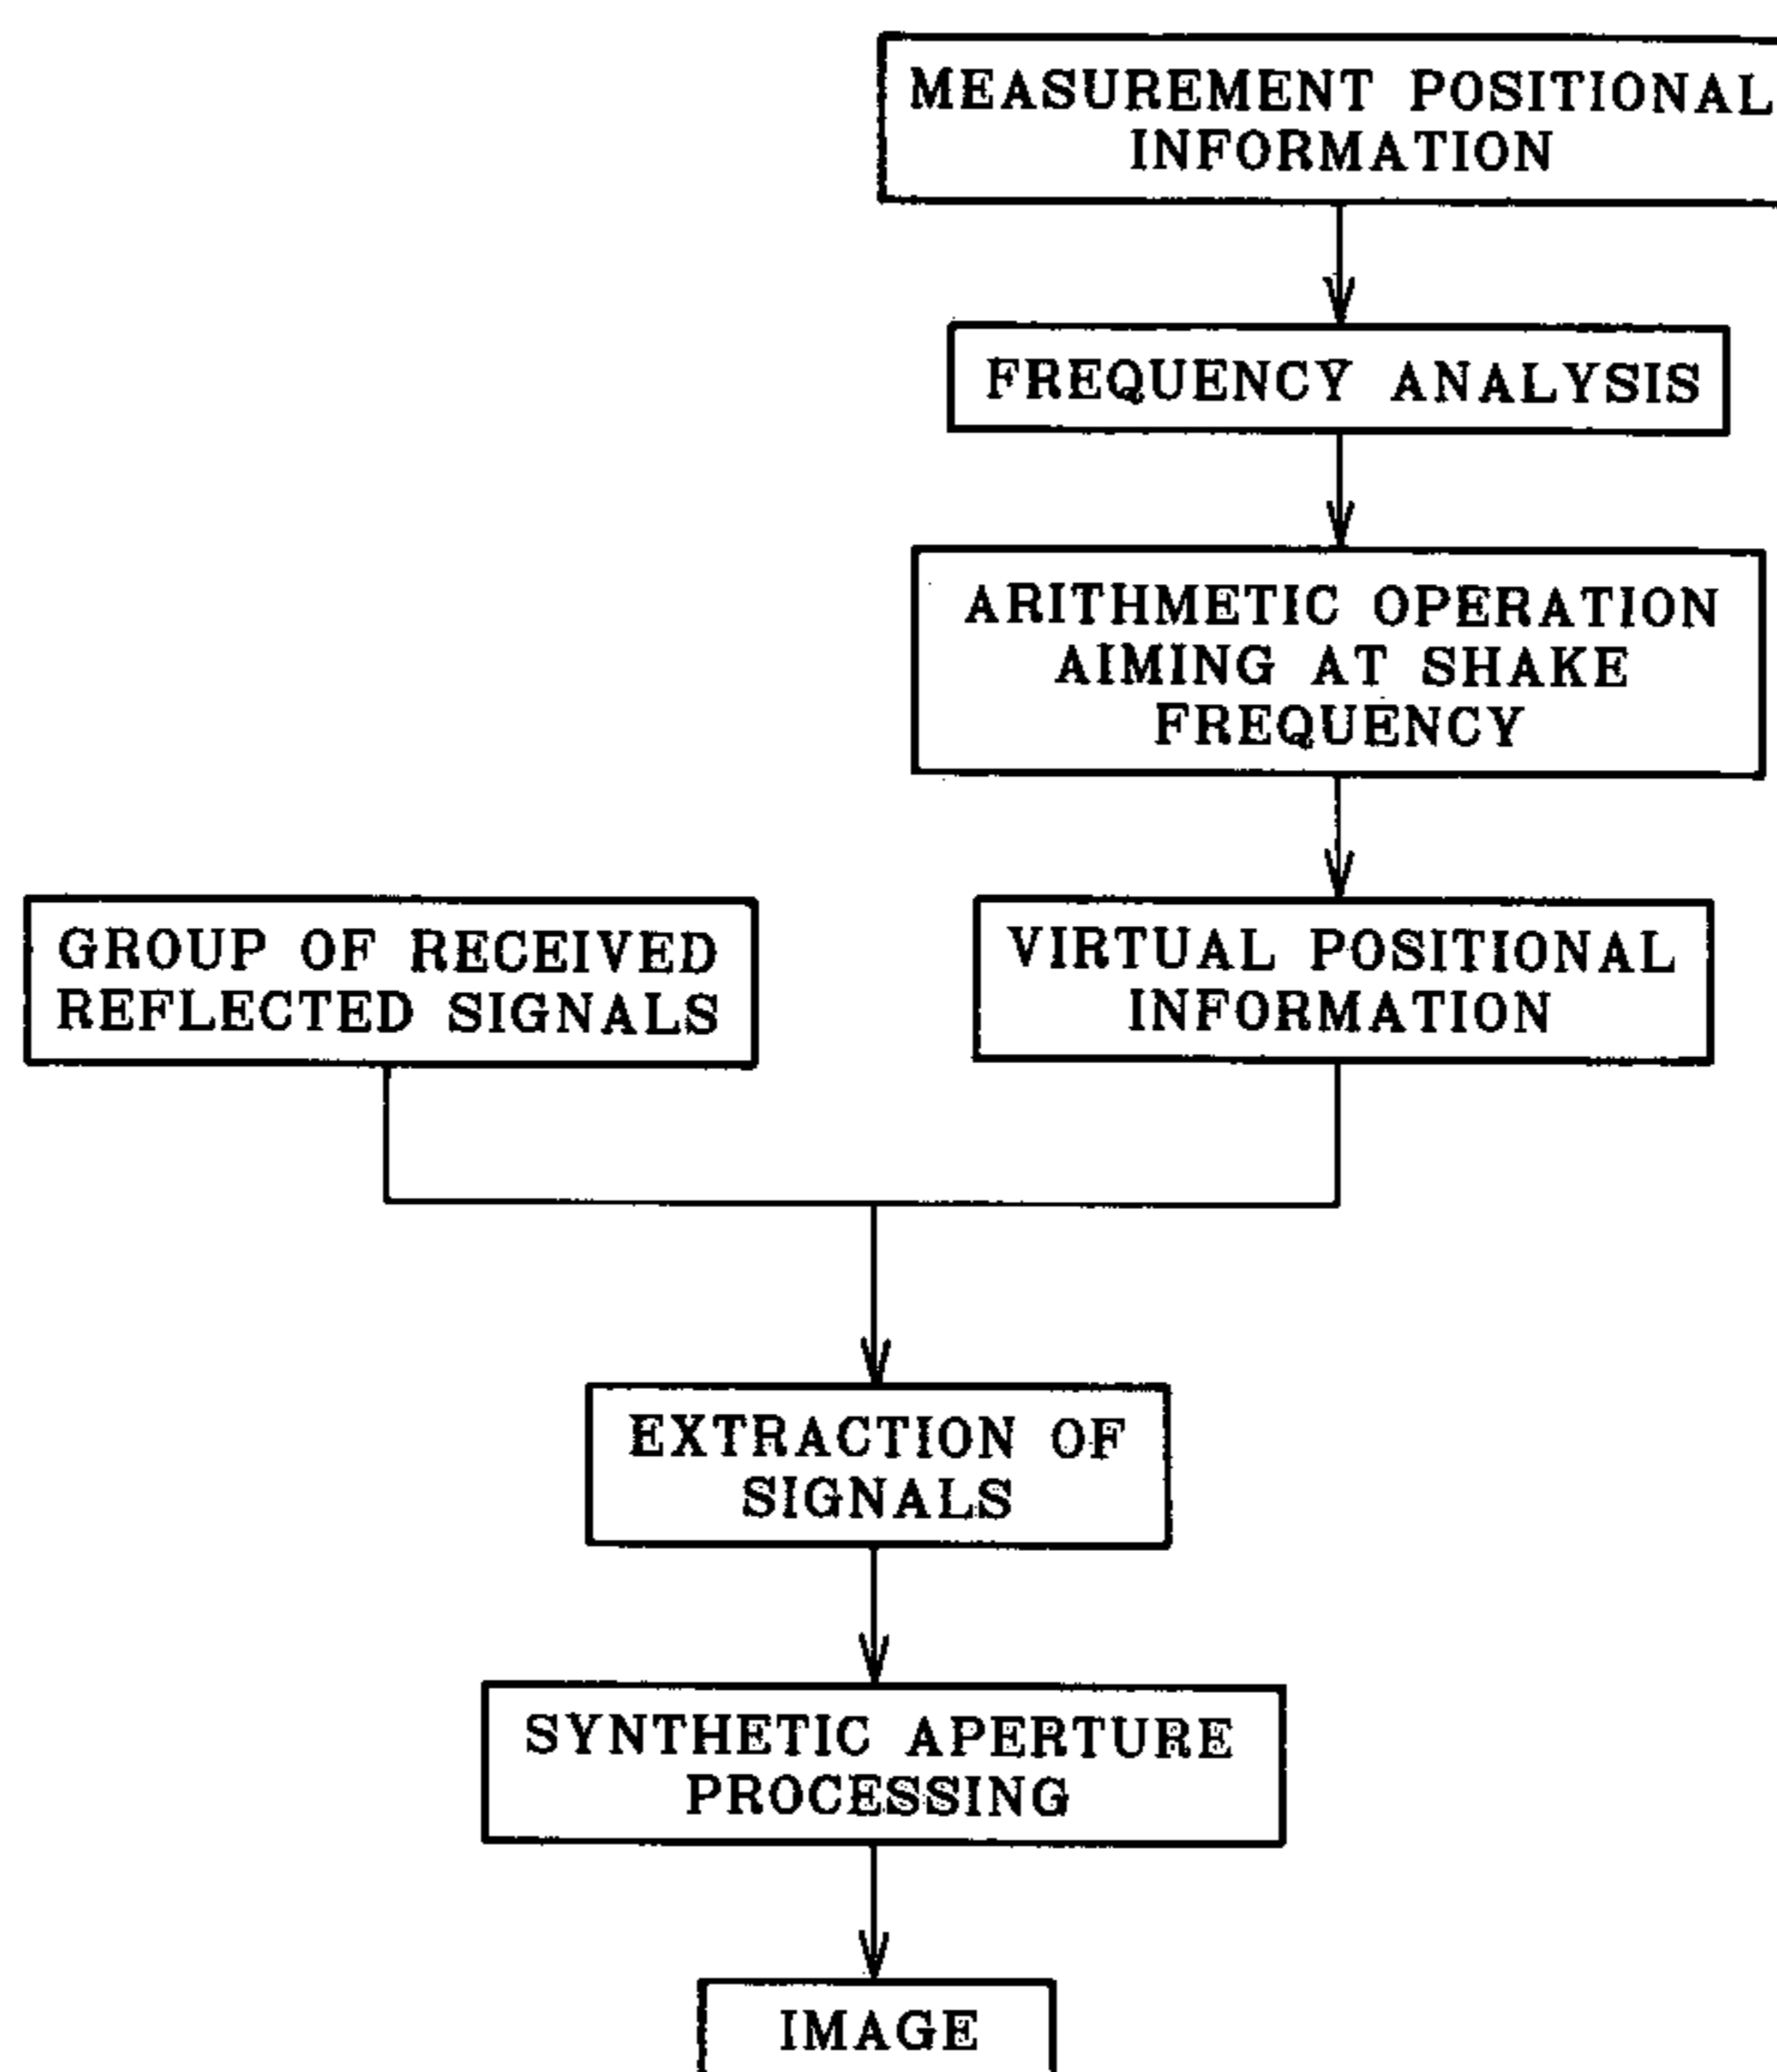 MEASUREMENT POSITIONAL
INFORMATION
FREQUENCY ANALYSIS
ARITHMETIC OPERATION
AIMING AT SHAKE
FREQUENCY
GROUP OF RECEIVED
REFLECTED SIGNALS
VIRTUAL POSITIONAL
INFORMATION
EXTRACTION OF
SIGNALS
SYNTHETIC APERTURE
PROCESSING
IMAGE